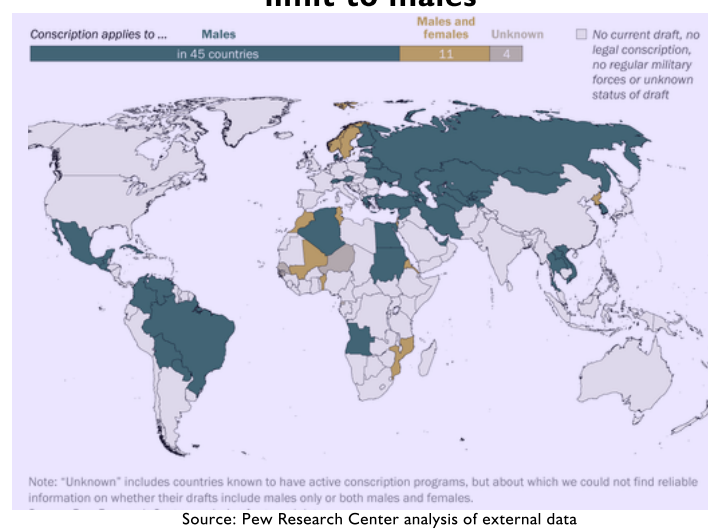 limit to males
Conscription applies to ... Males Males and females Unknown
in 45 countries 11 4
No current draft, no
legal conscription,
no regular military
forces or unknown
status of draft
Note: “Unknown” includes countries known to have active conscription programs, but about which we could not find reliable
information on whether their drafts include males only or both males and females.
Source: Pew Research Center analysis of external data